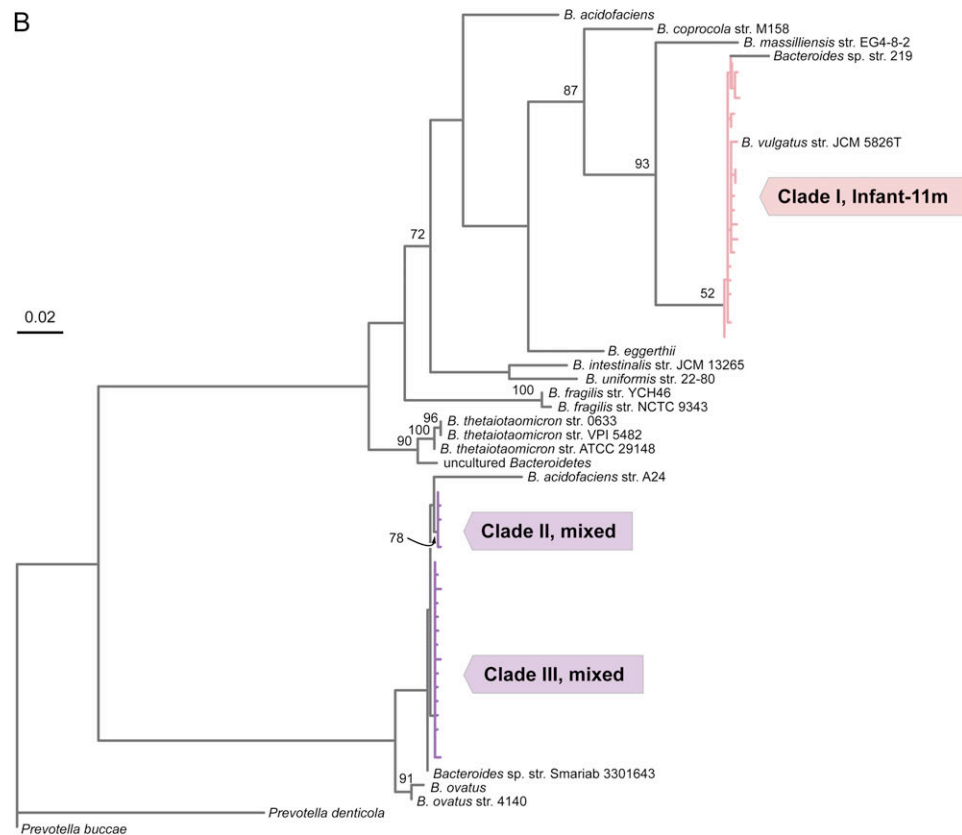 B
B. acidofaciens
B. coprocola str. M158
B. massilliensis str. EG4-8-2
Bacteroides sp. str. 219
87
B. vulgatus str. JCM 5826T
93
Clade I, Infant-11m
72
52
0.02
B. eggerthii
B. intestinalis str. JCM 13265
B. uniformis str. 22-80
100
B. fragilis str. YCH46
B. fragilis str. NCTC 9343
96
B. thetaiotaomicron str. 0633
100
B. thetaiotaomicron str. VPI 5482
90
B. thetaiotaomicron str. ATCC 29148
uncultured Bacteroidetes
B. acidofaciens str. A24
Clade II, mixed
78
Clade III, mixed
Bacteroides sp. str. Smariab 3301643
91
B. ovatus
B. ovatus str. 4140
Prevotella denticola
Prevotella buccae